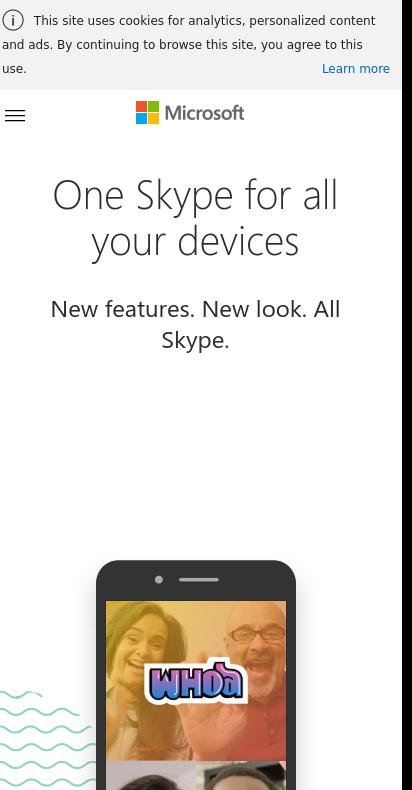 This site uses cookies for analytics, personalized content
and ads. By continuing to browse this site, you agree to this
use.
Learn more
Microsoft
One Skype for all
your devices
New features. New look. All
Skype.
WHOa